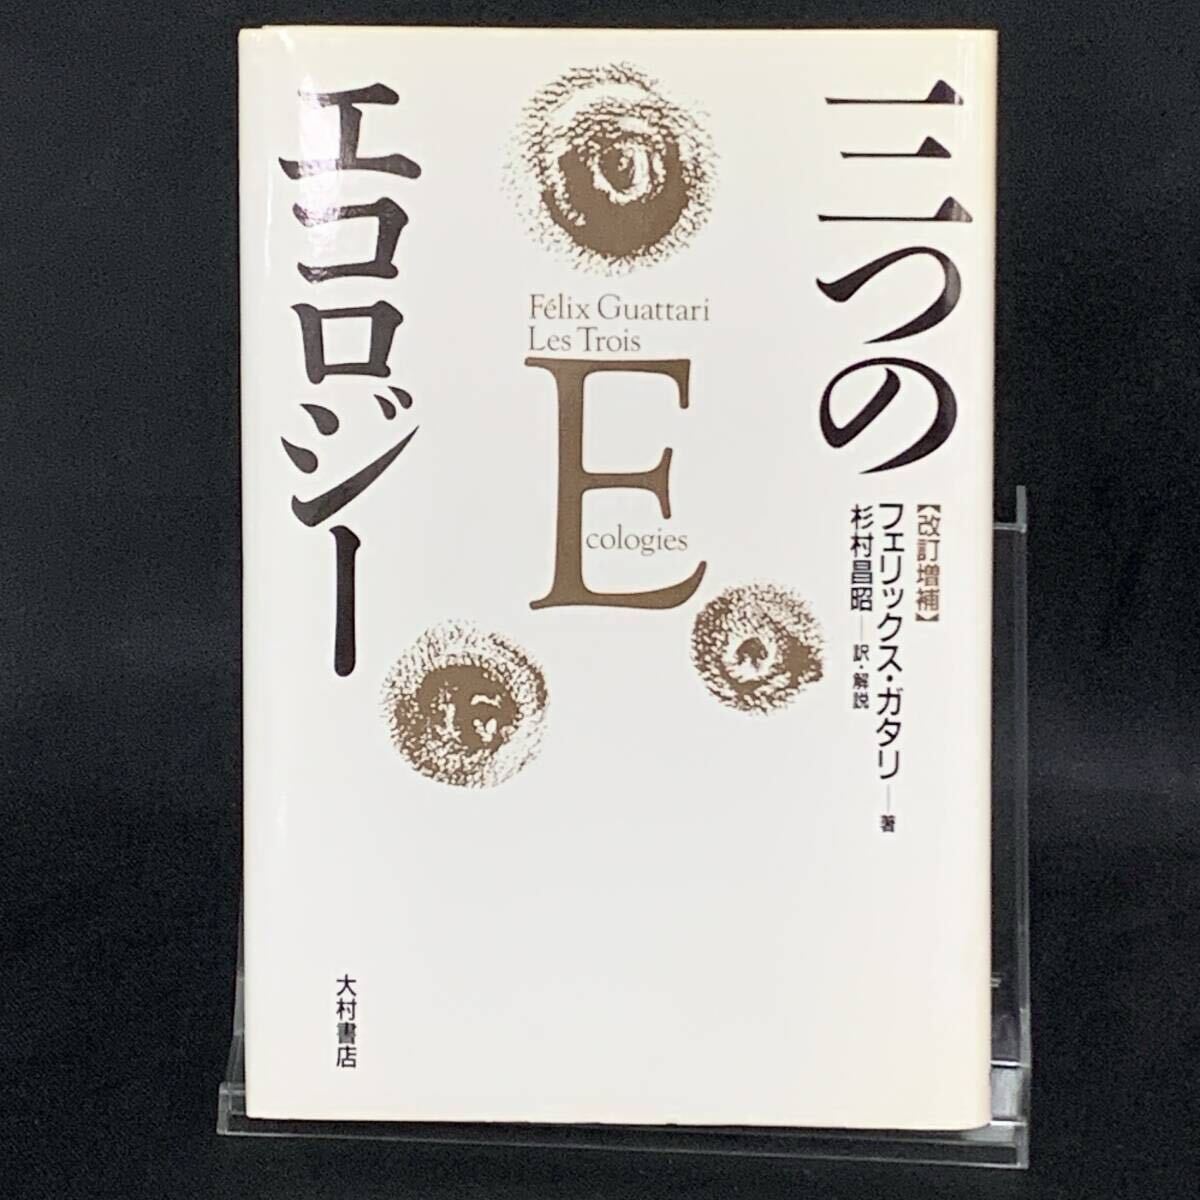 三つの
エコロジー
【改訂増補】
フェリックス・ガタリ─著
杉村昌昭─訳・解説
Félix Guattari
Les Trois
Ecologies
大村書店